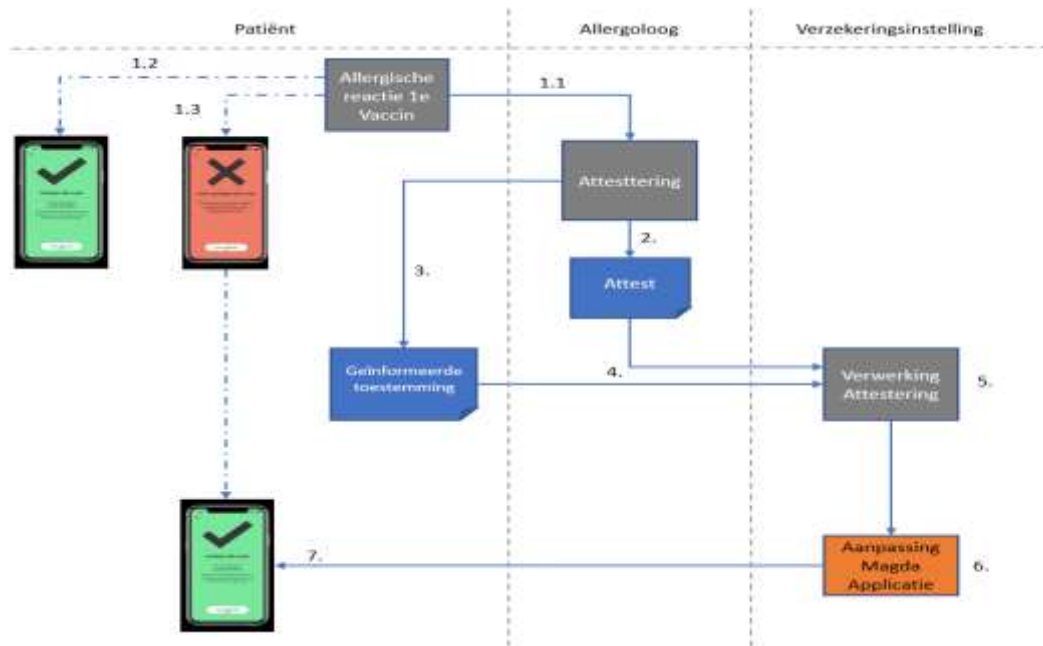 Patiënt
Allergoloog
Verzekeringsinstelling
1.2
1.3
Allergische
reactie 1e
Vaccin
1.1
Attesttering
2.
3.
Attest
Geïnformeerde
toestemming
4.
Verwerking
Attestering
5.
7.
Aanpassing
Magda
Applicatie
6.